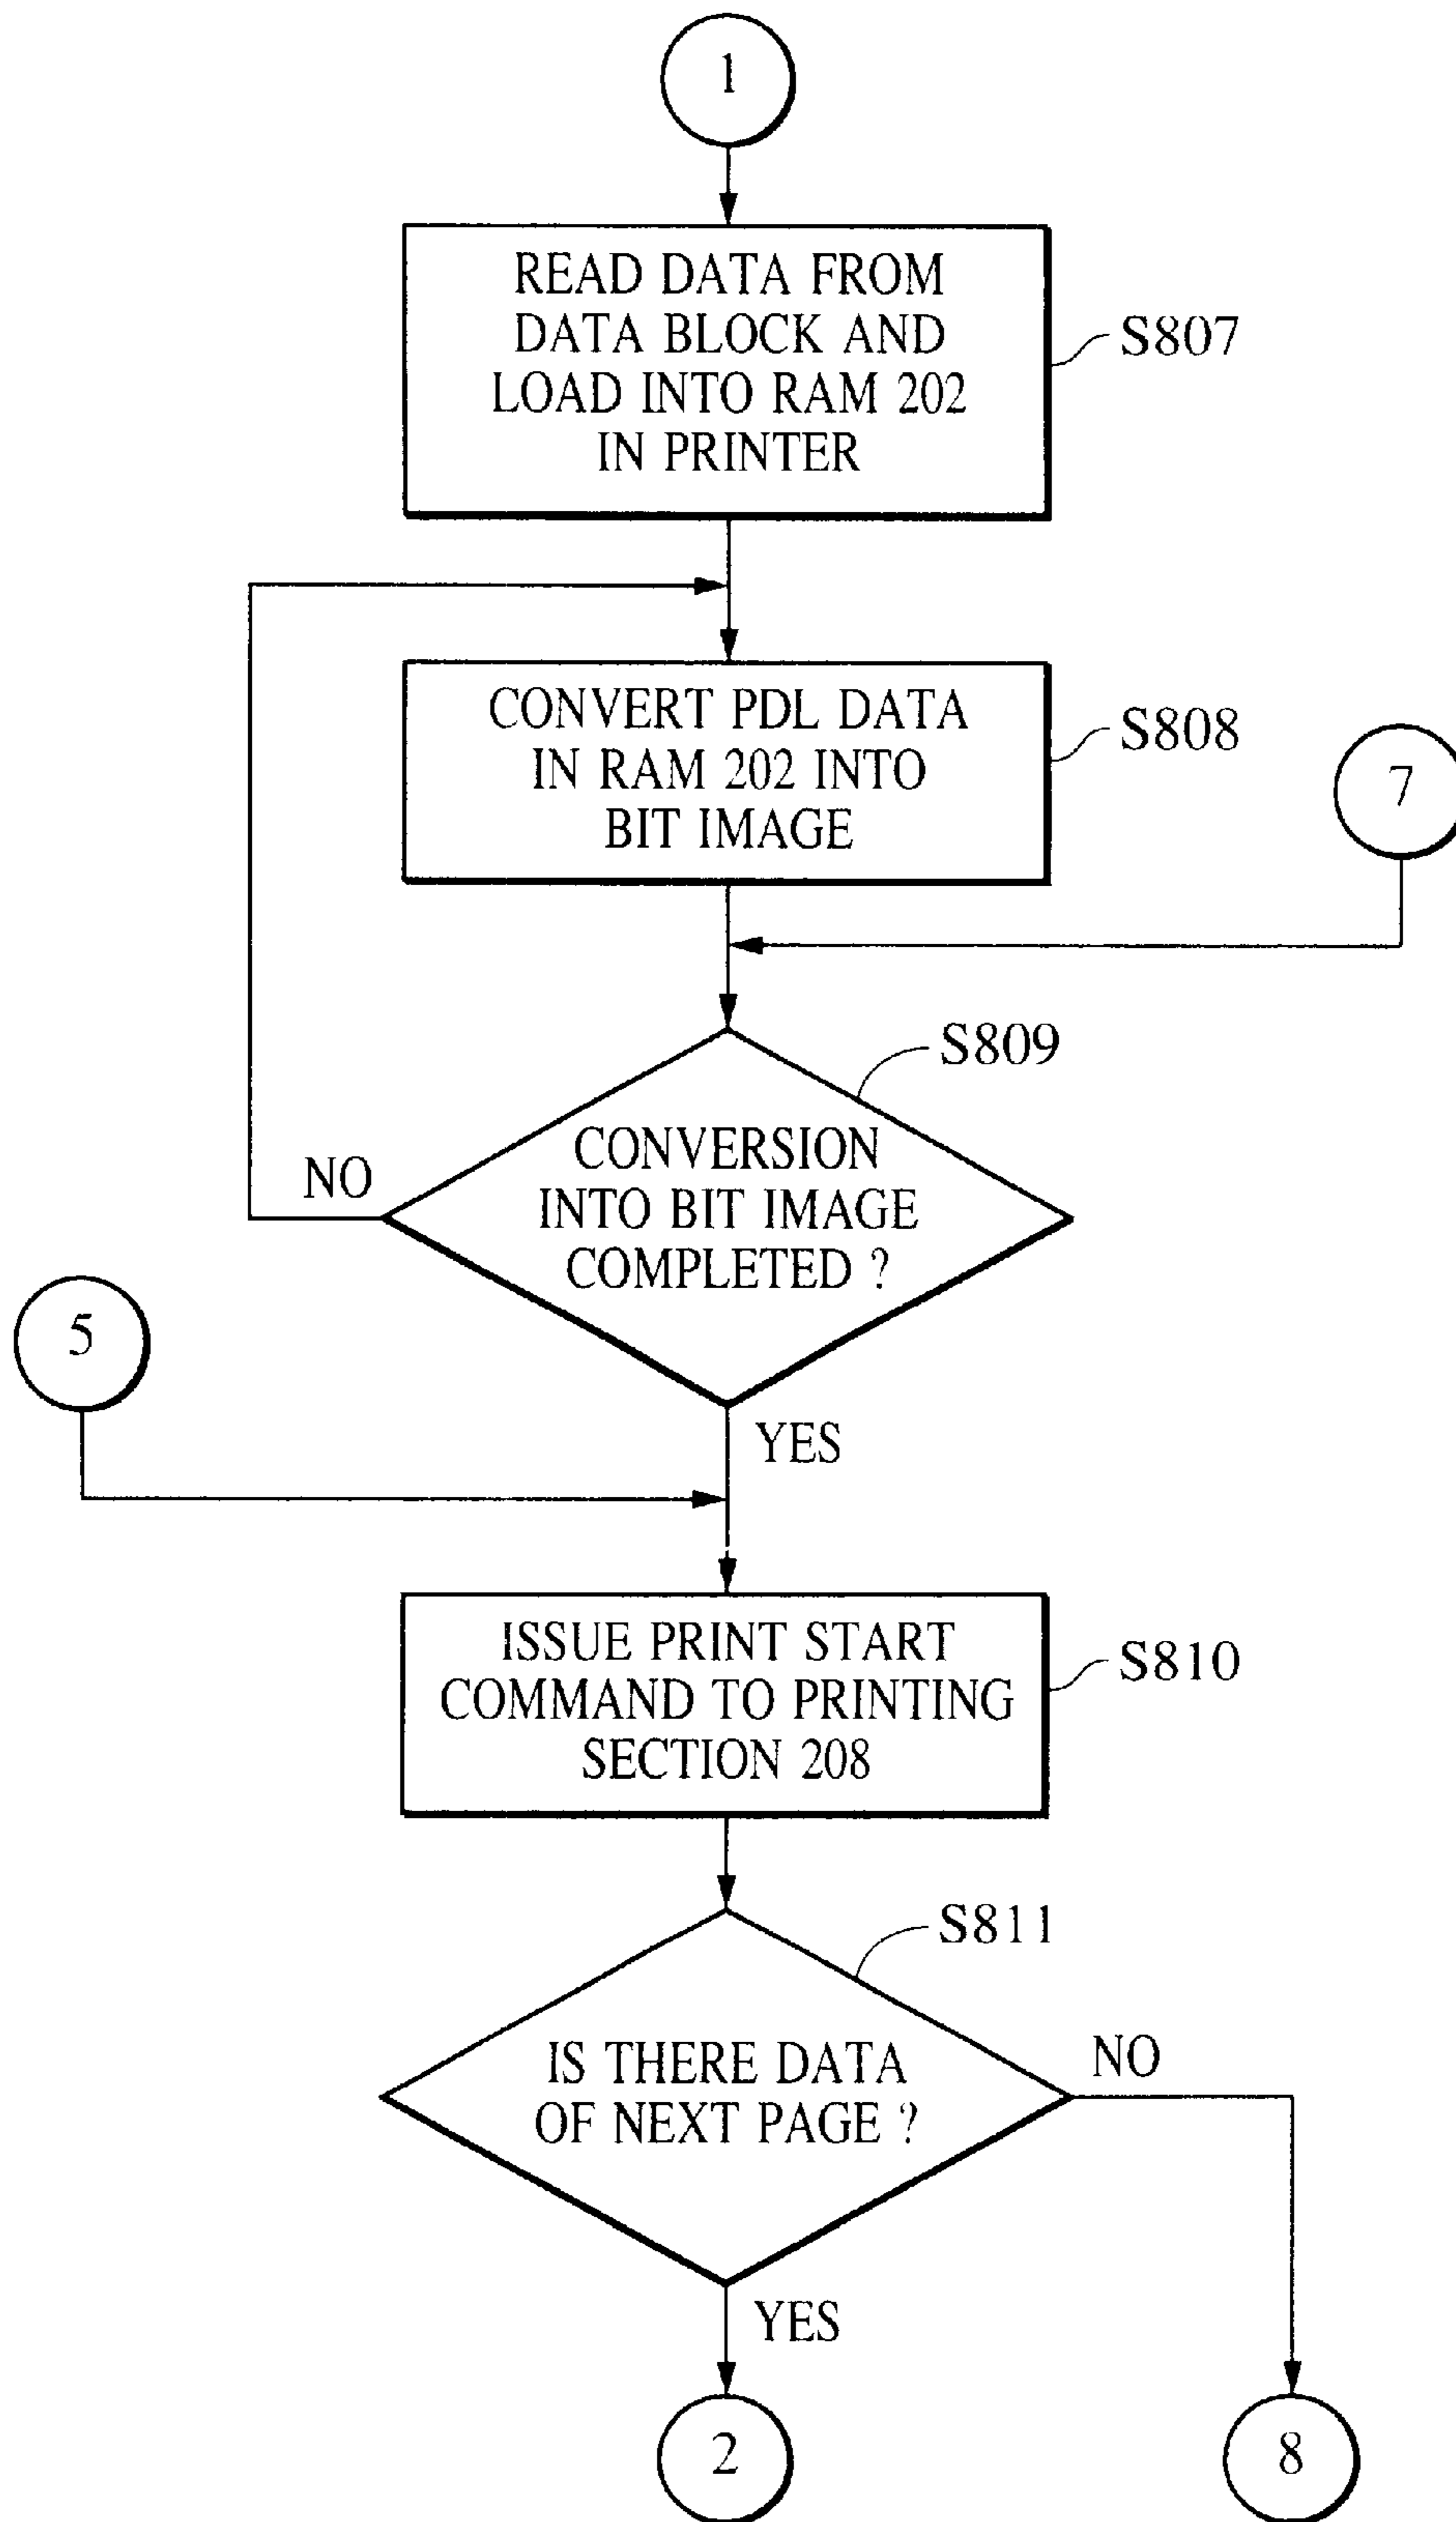 1
READ DATA FROM
DATA BLOCK AND
LOAD INTO RAM 202
IN PRINTER
S807
CONVERT PDL DATA
IN RAM 202 INTO
BIT IMAGE
S808
7
S809
CONVERSION
INTO BIT IMAGE
COMPLETED ?
NO
5
YES
ISSUE PRINT START
COMMAND TO PRINTING
SECTION 208
S810
S811
IS THERE DATA
OF NEXT PAGE ?
NO
YES
2
8